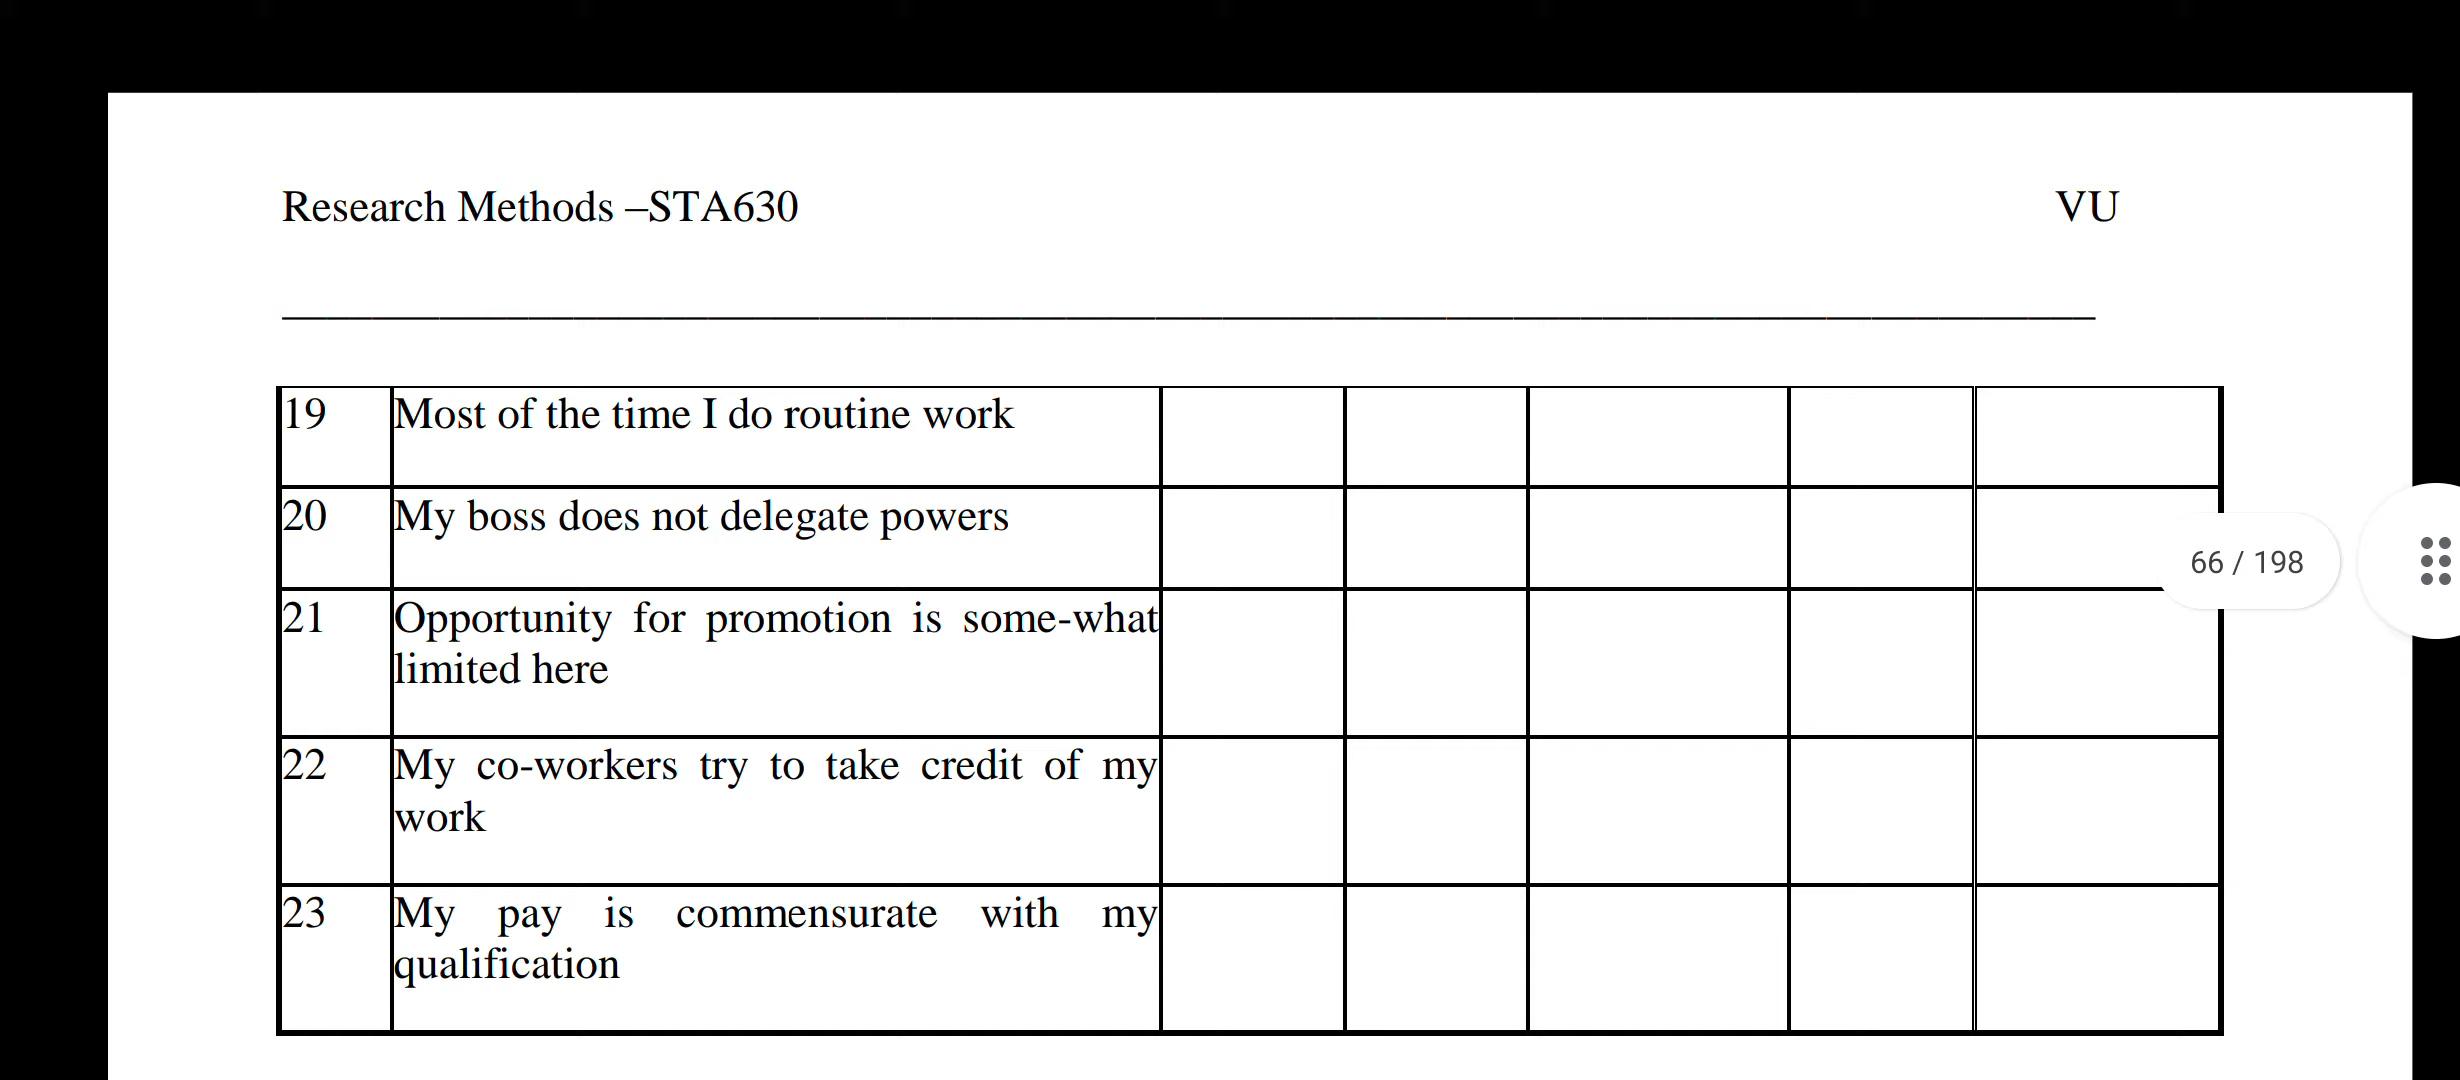 Research Methods –STA630 VU
19 Most of the time I do routine work
20 My boss does not delegate powers
66 / 198
21 Opportunity for promotion is some-what
limited here
22 My co-workers try to take credit of my
work
23 My pay is commensurate with my
qualification